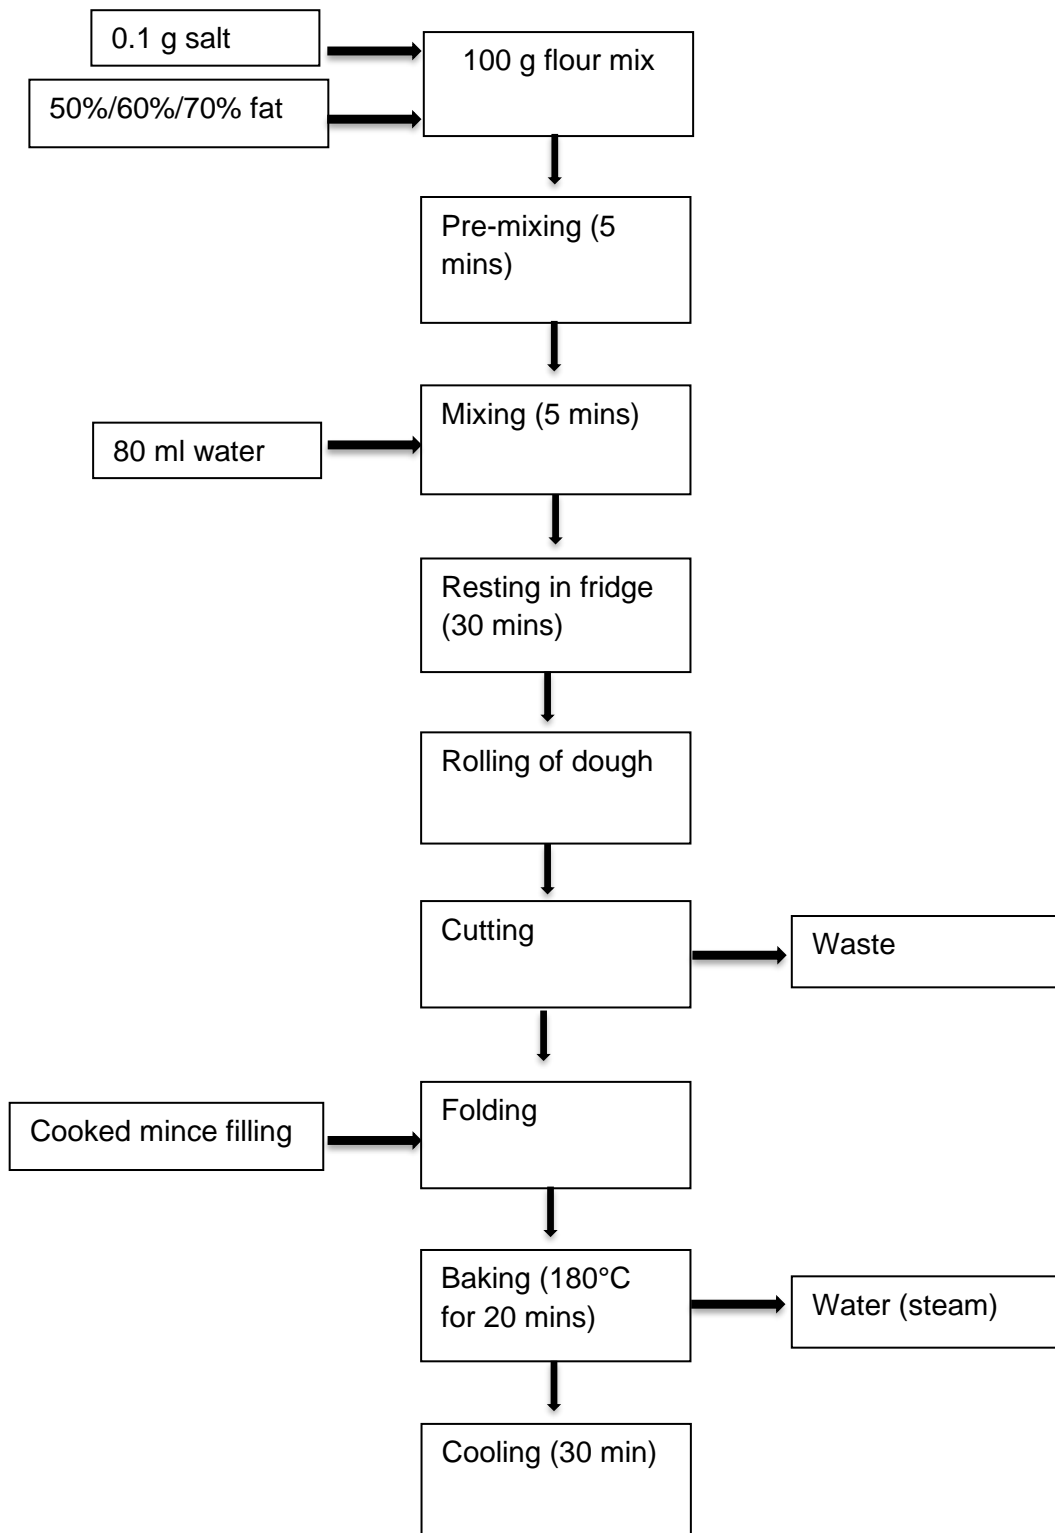 0.1 g salt
100 g flour mix
50%/60%/70% fat
Pre-mixing (5
mins)
Mixing (5 mins)
80 ml water
Resting in fridge
(30 mins)
Rolling of dough
Cutting
Waste
Folding
Cooked mince filling
Baking (180°C
for 20 mins)
Water (steam)
Cooling (30 min)